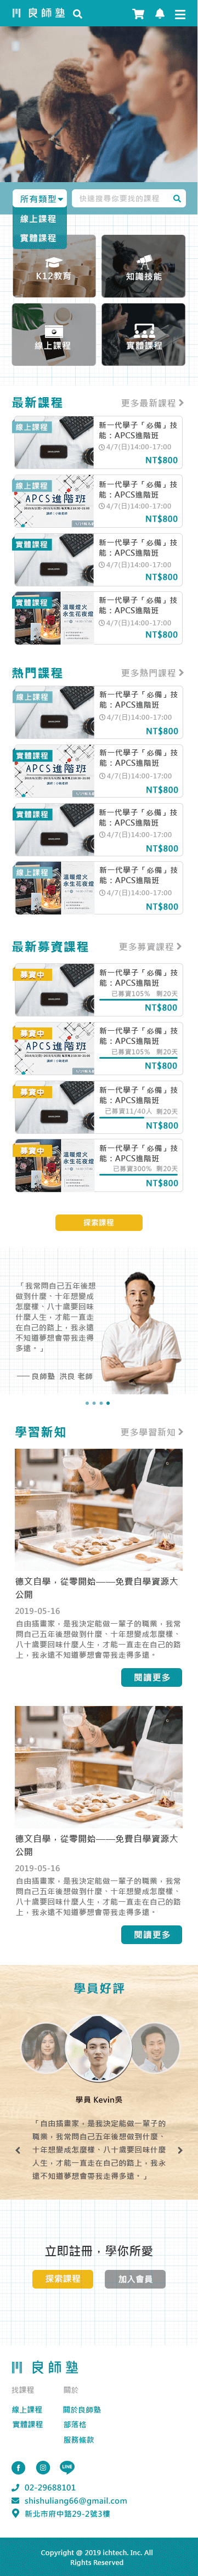 良師塾
所有類型
快速搜尋你要找的課程
線上課程
實體課程
K12教育
知識技能
線上課程
實體課程
最新課程
更多最新課程
線上課程
新一代學子「必備」技
能：APCS進階班
4/7(日)14:00-17:00
NT$800
線上課程
APCS進階班
新一代學子「必備」技
能：APCS進階班
4/7(日)14:00-17:00
NT$800
實體課程
新一代學子「必備」技
能：APCS進階班
4/7(日)14:00-17:00
NT$800
實體課程
溫暖燈火
永生花夜燈
新一代學子「必備」技
能：APCS進階班
4/7(日)14:00-17:00
NT$800
熱門課程
更多熱門課程
線上課程
新一代學子「必備」技
能：APCS進階班
4/7(日)14:00-17:00
NT$800
實體課程
APCS進階班
新一代學子「必備」技
能：APCS進階班
4/7(日)14:00-17:00
NT$800
實體課程
新一代學子「必備」技
能：APCS進階班
4/7(日)14:00-17:00
NT$800
線上課程
溫暖燈火
永生花夜燈
新一代學子「必備」技
能：APCS進階班
4/7(日)14:00-17:00
NT$800
最新募資課程
更多募資課程
募資中
新一代學子「必備」技
能：APCS進階班
已募資105% 剩20天
NT$800
募資中
APCS進階班
新一代學子「必備」技
能：APCS進階班
已募資105% 剩20天
NT$800
募資中
新一代學子「必備」技
能：APCS進階班
已募資11/40人 剩20天
NT$800
募資中
溫暖燈火
永生花夜燈
新一代學子「必備」技
能：APCS進階班
已募資300% 剩20天
NT$800
探索課程
「我常問自己五年後想
做到什麼、十年想變成
怎麼樣、八十歲要回味
什麼人生，才能一直走
在自己的路上，我永遠
不知道夢想會帶我走得
多遠。」
── 良師塾 洪良 老師
學習新知
更多學習新知
德文自學，從零開始——免費自學資源大
公開
2019-05-16
自由插畫家，是我決定能做一輩子的職業，我常
問自己五年後想做到什麼、十年想變成怎麼樣、
八十歲要回味什麼人生，才能一直走在自己的路
上，我永遠不知道夢想會帶我走得多遠。
閱讀更多
德文自學，從零開始——免費自學資源大
公開
2019-05-16
自由插畫家，是我決定能做一輩子的職業，我常
問自己五年後想做到什麼、十年想變成怎麼樣、
八十歲要回味什麼人生，才能一直走在自己的路
上，我永遠不知道夢想會帶我走得多遠。
閱讀更多
學員好評
學員 Kevin吳
「自由插畫家，是我決定能做一輩子的
職業，我常問自己五年後想做到什麼、
十年想變成怎麼樣、八十歲要回味什麼
人生，才能一直走在自己的路上，我永
遠不知道夢想會帶我走得多遠。」
立即註冊，學你所愛
探索課程
加入會員
良師塾
找課程
關於
線上課程
關於良師塾
實體課程
部落格
服務條款
LINE
02-29688101
shishuliang66@gmail.com
新北市府中路29-2號3樓
Copyright @ 2019 ichtech. Inc. All
Rights Reserved